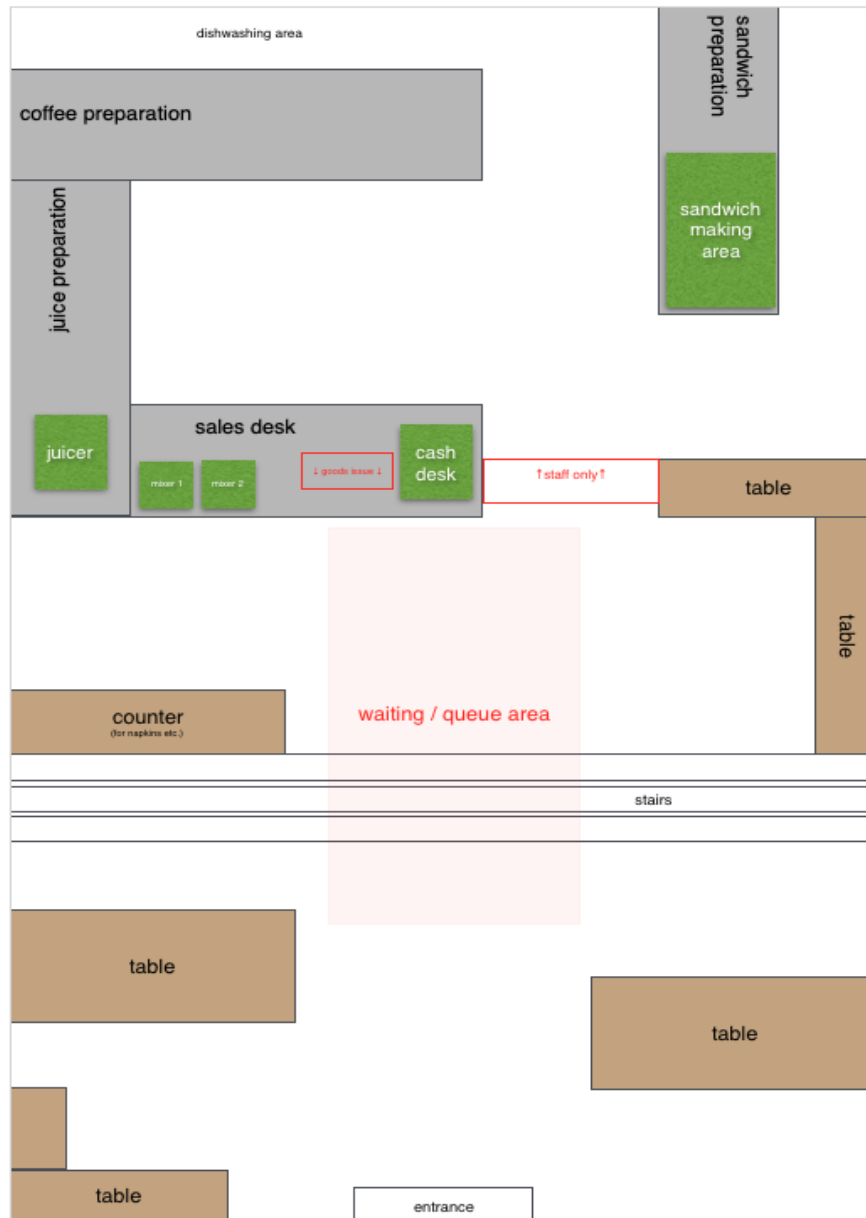 dishwashing area
sandwich
preparation
coffee preparation
juice preparation
sandwich
making
area
sales desk
juicer
mixer 1
mixer 2
↓ goods issue ↓
cash
desk
↑staff only↑
table
table
counter
(for napkins etc.)
waiting / queue area
stairs
table
table
table
entrance